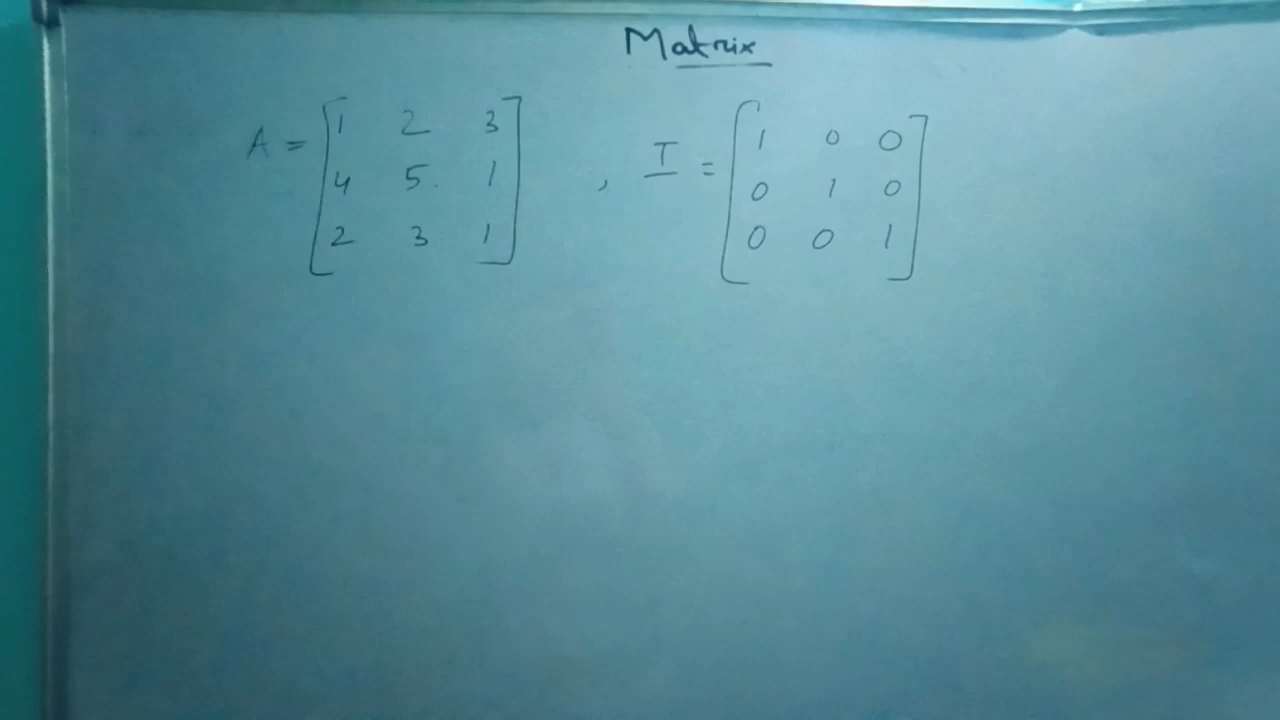 Matrix
A = [1 2 3
4 5. 1
2 3 1] , I = [1 0 0
0 1 0
0 0 1]